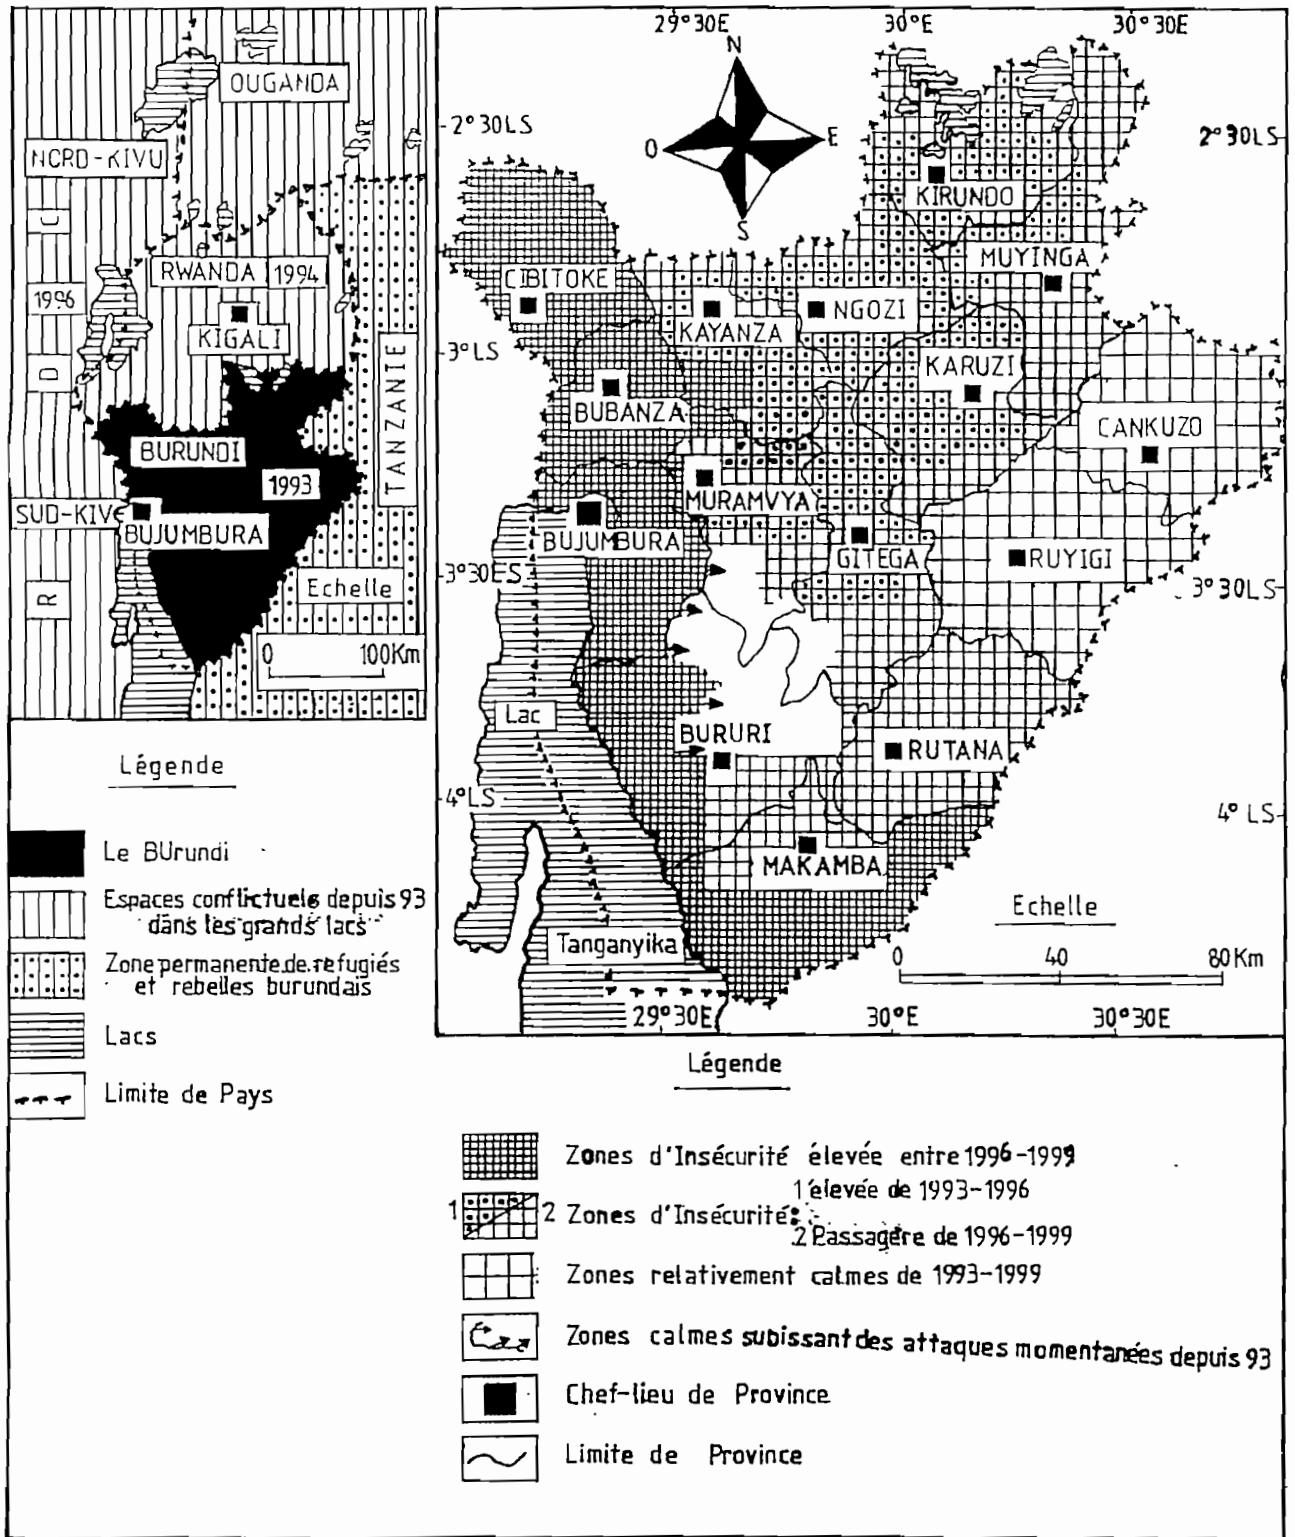 OUGANDA
NORD-KIVU
C
RWANDA 1994
1996
KIGALI
D
TANZANIE
BURUNDI
1993
SUD-KIV
BUJUMBURA
R
Echelle
0 100Km
Légende
Le BUrundi
Espaces conflictuels depuis 93
dans les grands lacs
Zone permanente de refugiés
et rebelles burundais
Lacs
Limite de Pays
29°30E 30°E 30°30E
N
2°30LS
O
E
S
2°30LS
KIRUNDO
MUYINGA
CIBITOKE
KAYANZA
NGOZI
3°LS
KARUZI
BUBANZA
CANKUZO
MURAMVYA
BUJUMBURA
GITEGA
RUYIGI
3°30ES
3°30LS
Lac
BURURI
RUTANA
4°LS
4° LS
MAKAMBA
Echelle
0 40 80Km
Tanganyika
29°30E 30°E 30°30E
Légende
Zones d'Insécurité élevée entre 1996-1999
1 élevée de 1993-1996
1 2 Zones d'Insécurité:
2 Passagère de 1996-1999
Zones relativement calmes de 1993-1999
Zones calmes subissant des attaques momentanées depuis 93
Chef-lieu de Province
Limite de Province